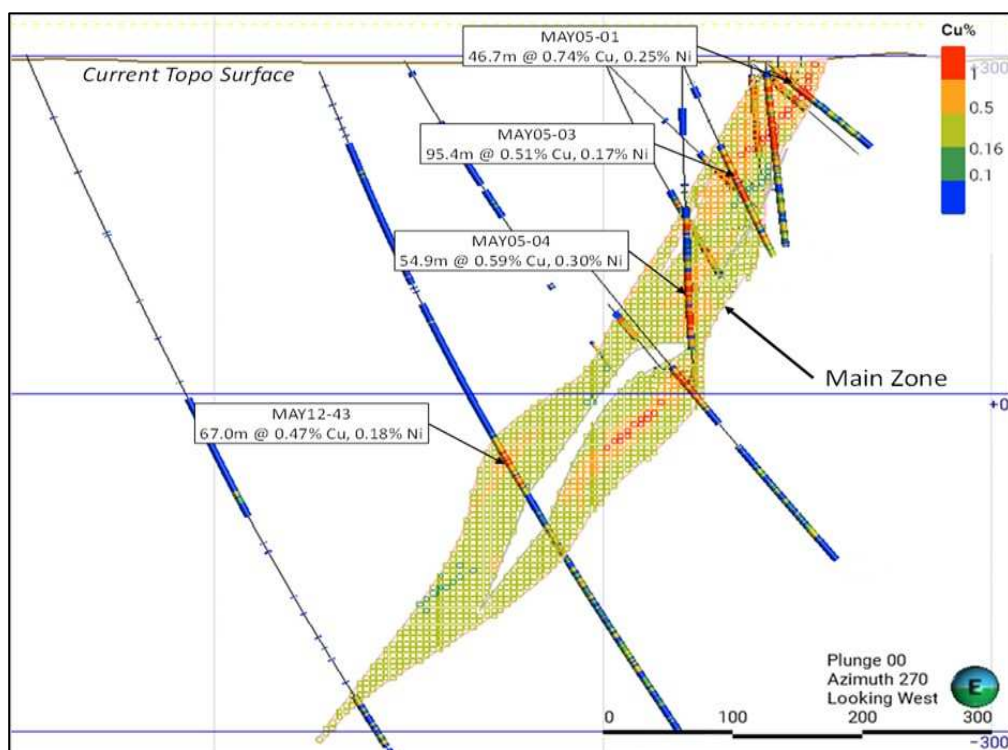 MAY05-01
46.7m @ 0.74% Cu, 0.25% Ni
Cu%
Current Topo Surface
+300
1
0.5
0.16
0.1
MAY05-03
95.4m @ 0.51% Cu, 0.17% Ni
MAY05-04
54.9m @ 0.59% Cu, 0.30% Ni
Main Zone
+0
MAY12-43
67.0m @ 0.47% Cu, 0.18% Ni
Plunge 00
Azimuth 270
Looking West
E
0 100 200 300
-300